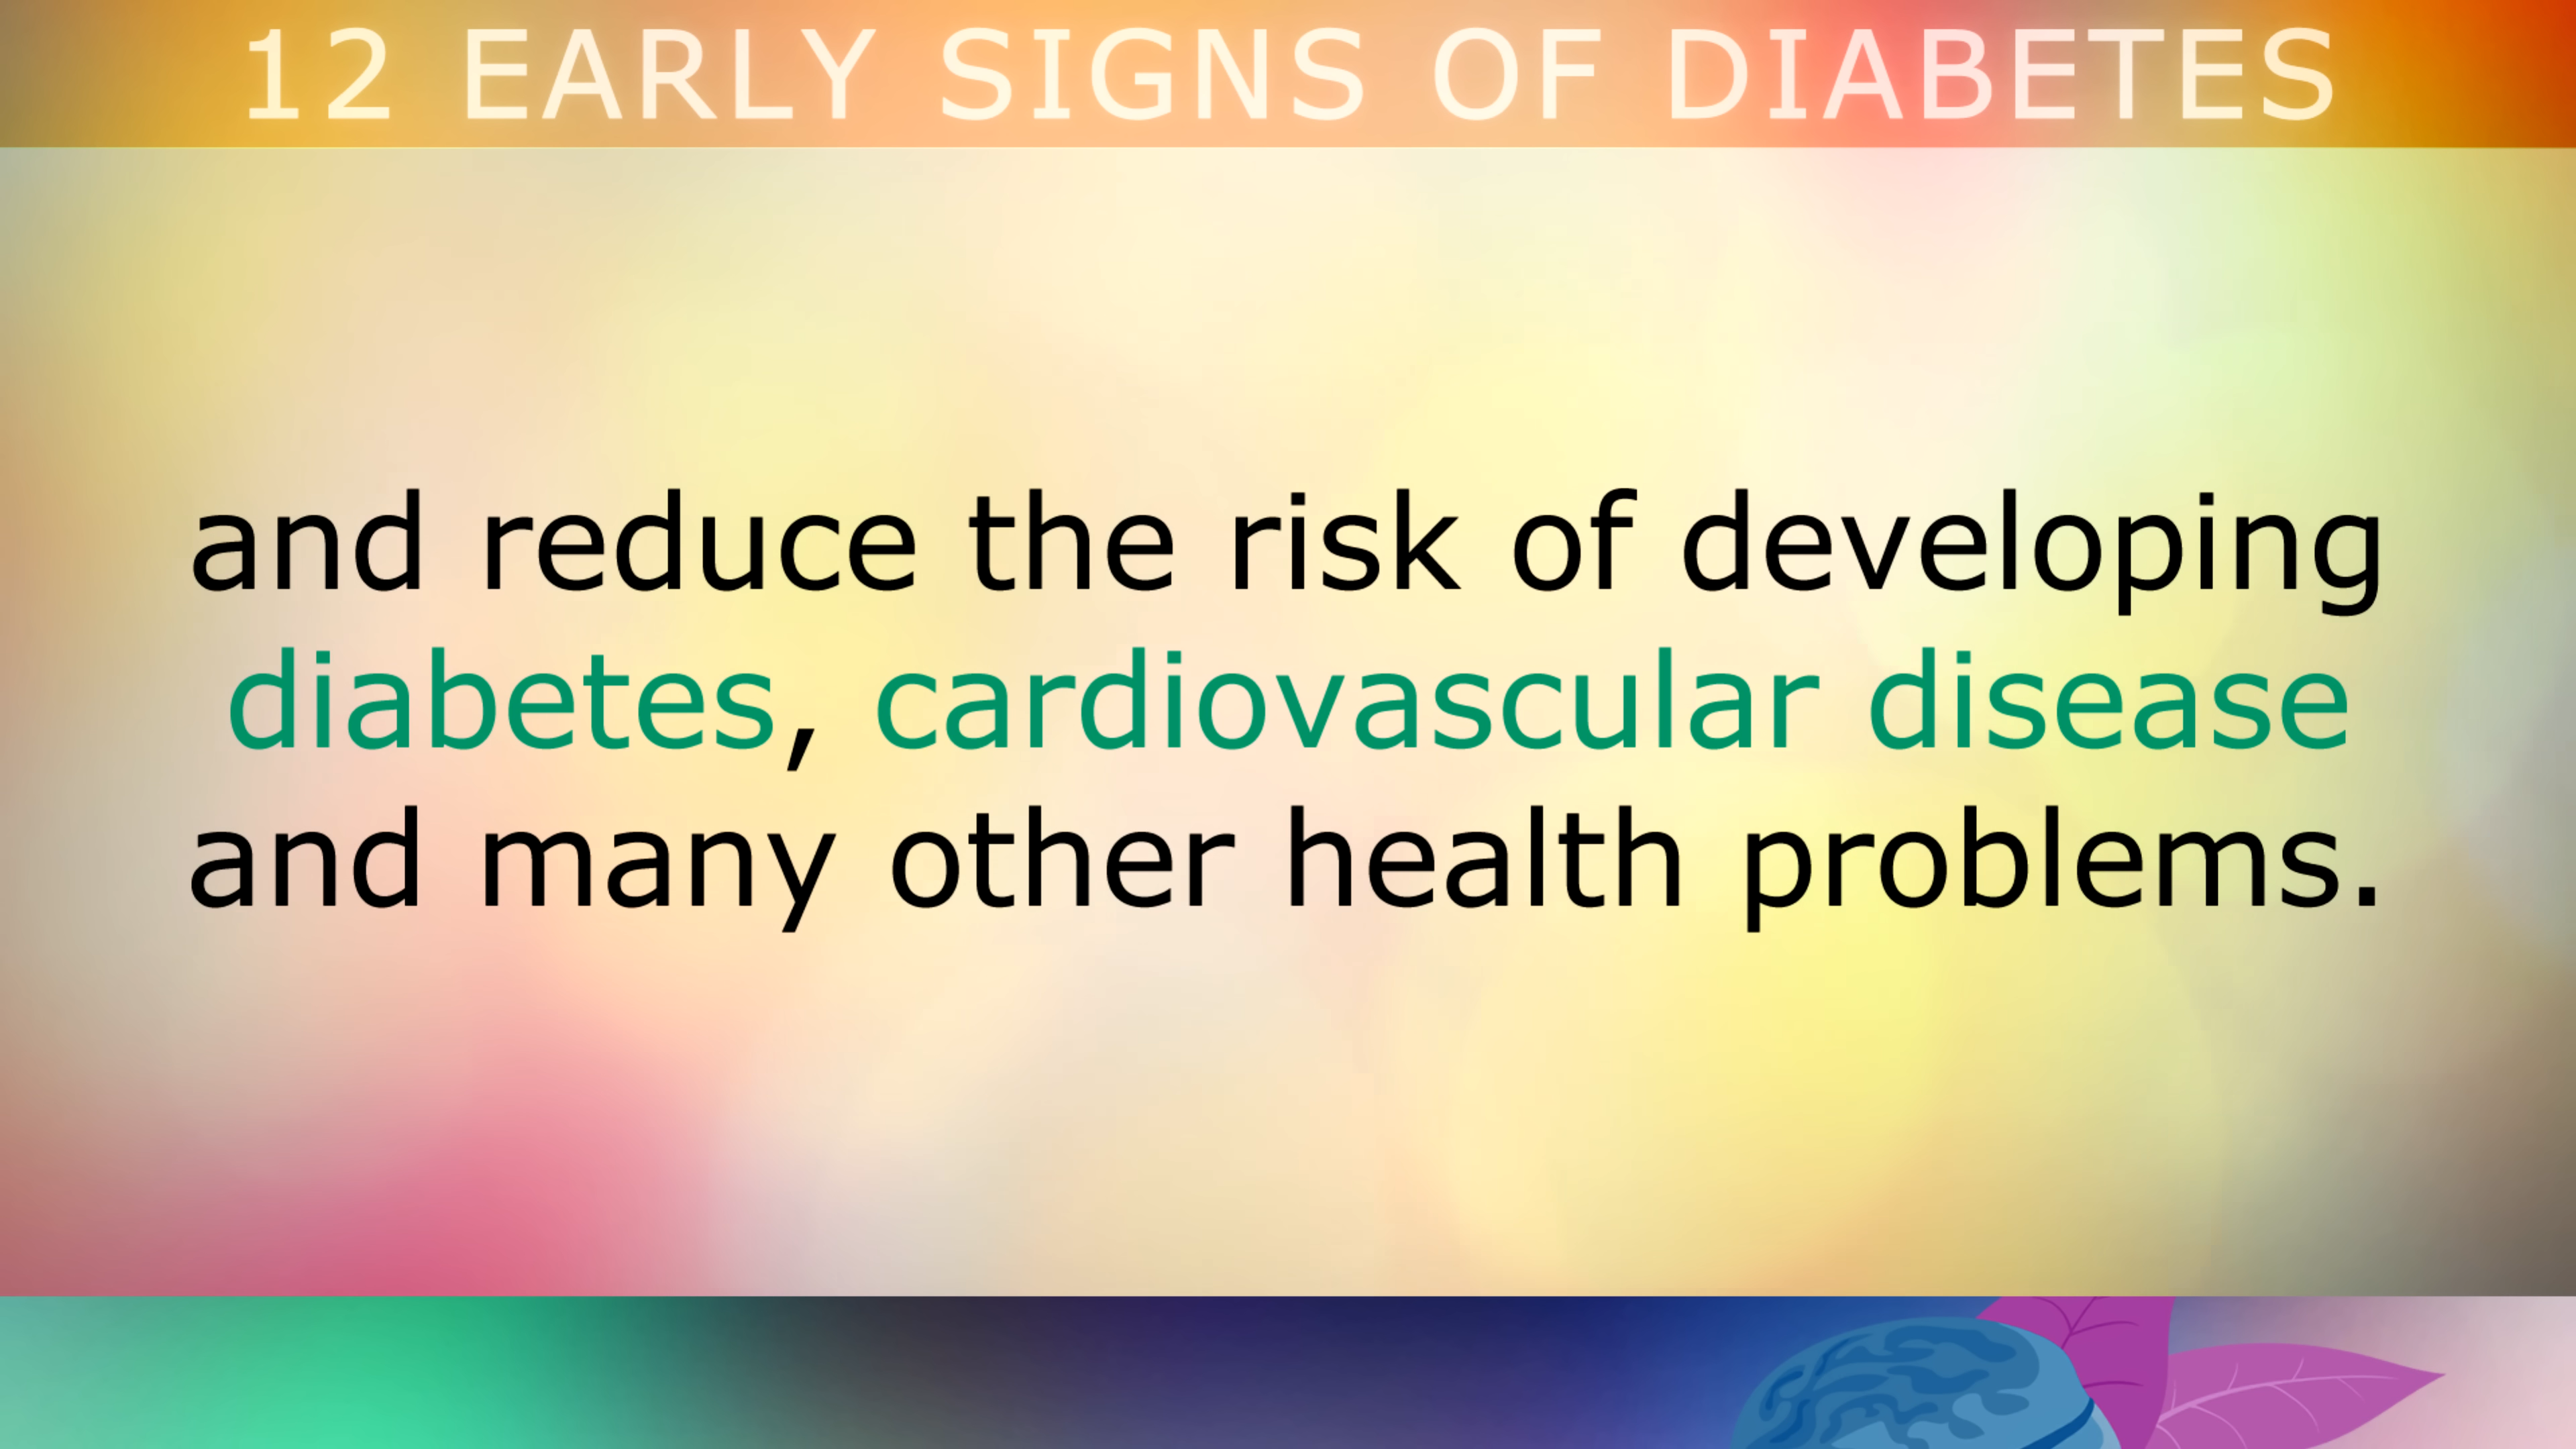 12 EARLY SIGNS OF DIABETES
and reduce the risk of developing
diabetes, cardiovascular disease
and many other health problems.